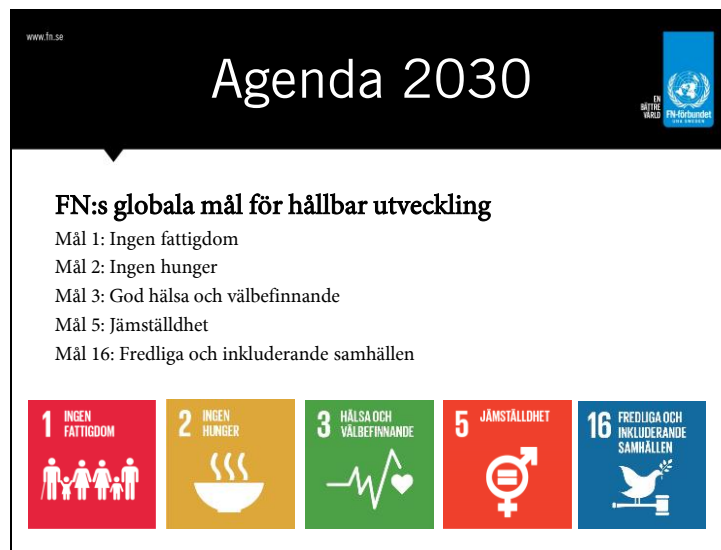 www.fn.se
Agenda 2030
EN
BÄTTRE
VÄRLD
FN-förbundet
UNA SWEDEN
FN:s globala mål för hållbar utveckling
Mål 1: Ingen fattigdom
Mål 2: Ingen hunger
Mål 3: God hälsa och välbefinnande
Mål 5: Jämställdhet
Mål 16: Fredliga och inkluderande samhällen
1 INGEN
FATTIGDOM
2 INGEN
HUNGER
3 HÄLSA OCH
VÄLBEFINNANDE
5 JÄMSTÄLLDHET
16 FREDLIGA OCH
INKLUDERANDE
SAMHÄLLEN